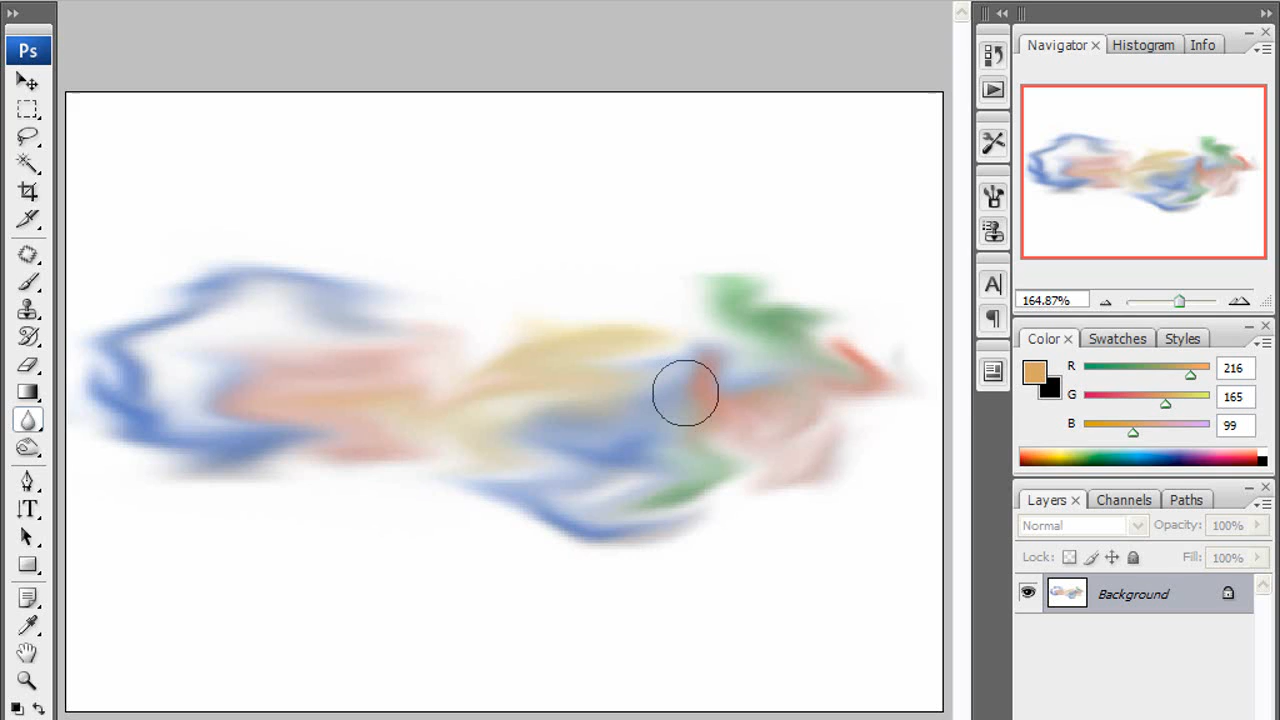 Ps
T
Navigator Histogram Info
164.87%
A
Color Swatches Styles
R 216
G 165
B 99
Layers Channels Paths
Normal Opacity: 100%
Lock: Fill: 100%
Background